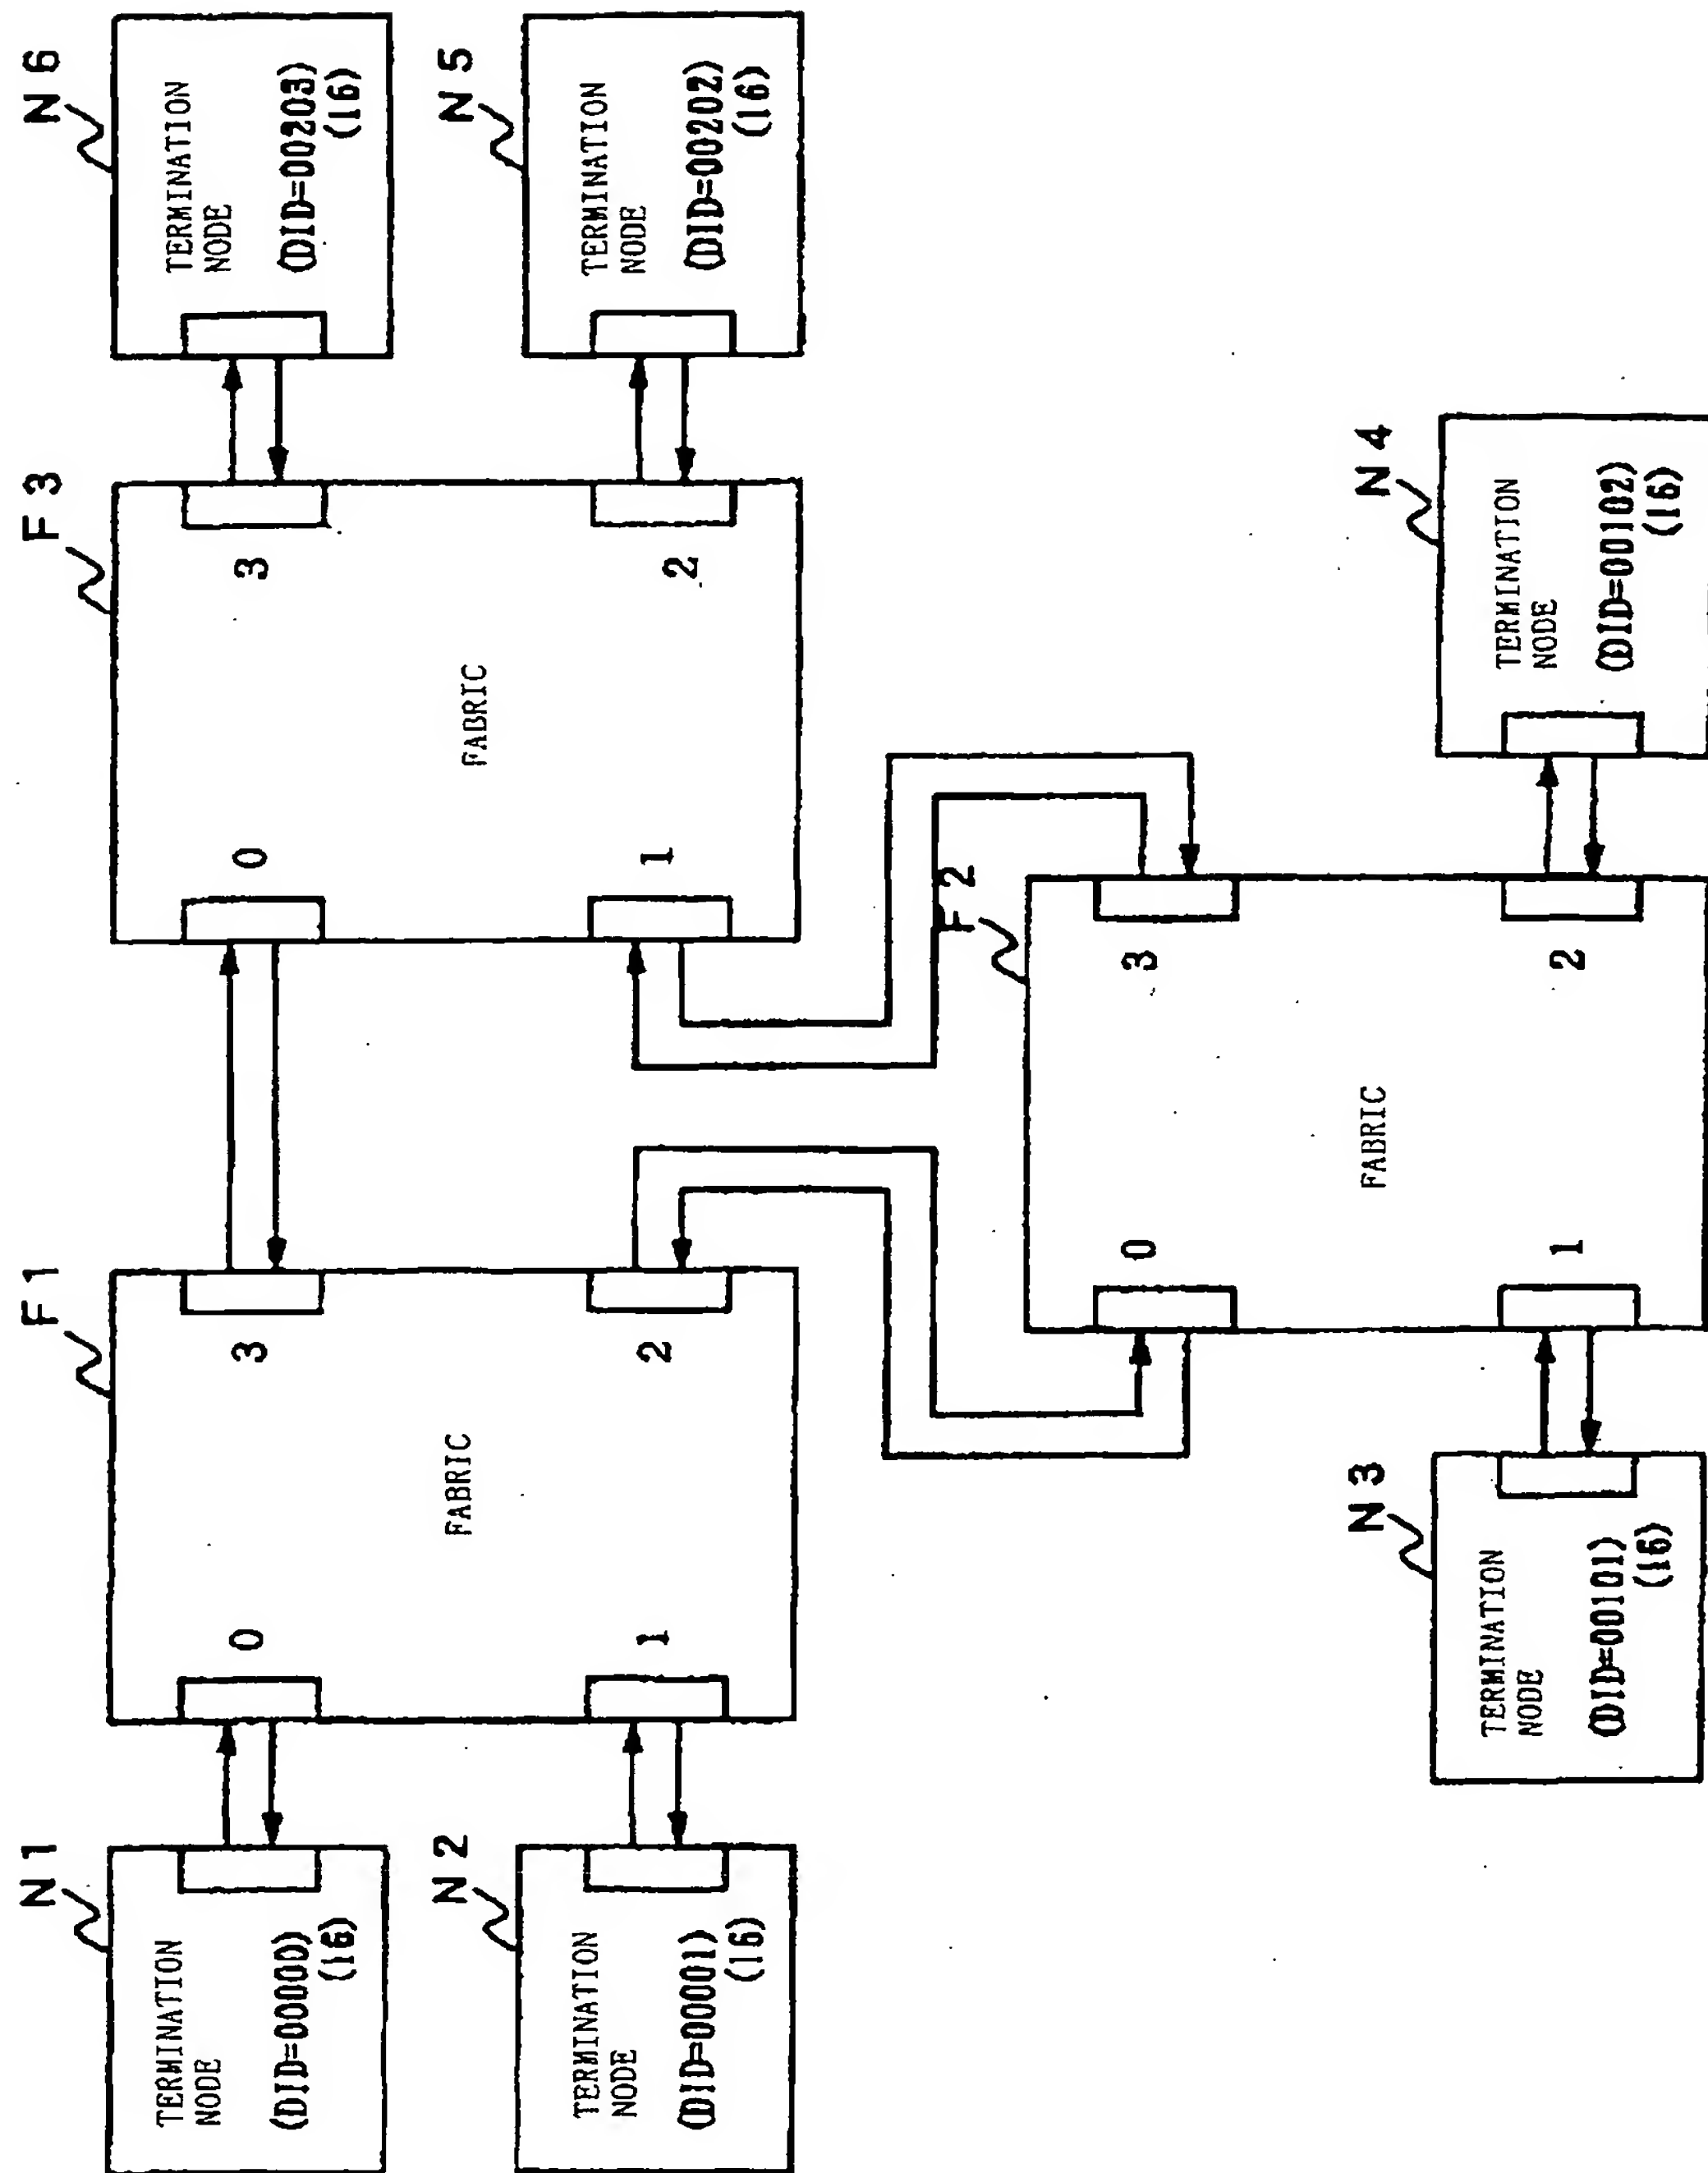 N 1
F 1
F 3
N 6
TERMINATION
NODE
(DID=00000)
(16)
0
3
0
3
TERMINATION
NODE
(DID=00203)
(16)
FABRIC
FABRIC
N 2
N 5
TERMINATION
NODE
(DID=00001)
(16)
1
2
1
2
TERMINATION
NODE
(DID=00202)
(16)
F 2
0
3
FABRIC
N 3
N 4
TERMINATION
NODE
(DID=00101)
(16)
1
2
TERMINATION
NODE
(DID=00102)
(16)